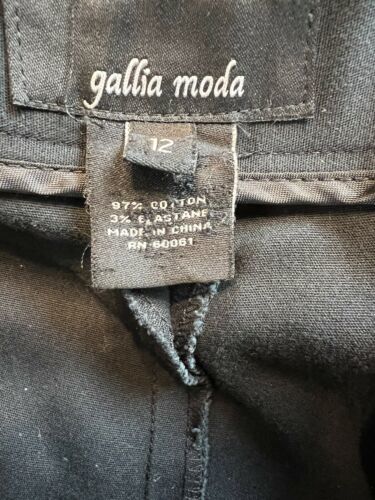 gallia moda
12
97% COTTON
3% ELASTANE
MADE IN CHINA
RN 60061